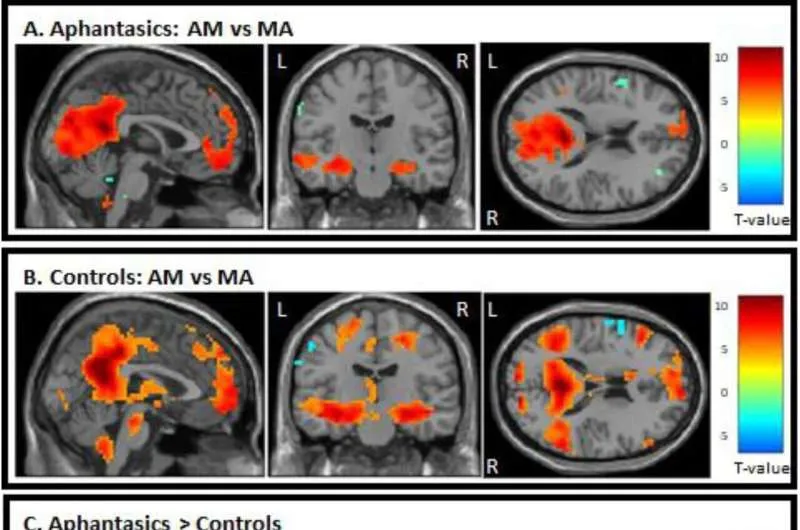 A. Aphantasics: AM vs MA
L
R
L
R
10
5
0
5
T-value
B. Controls: AM vs MA
L
R
L
R
10
5
0
5
T-value
C. Aphantasics > Controls